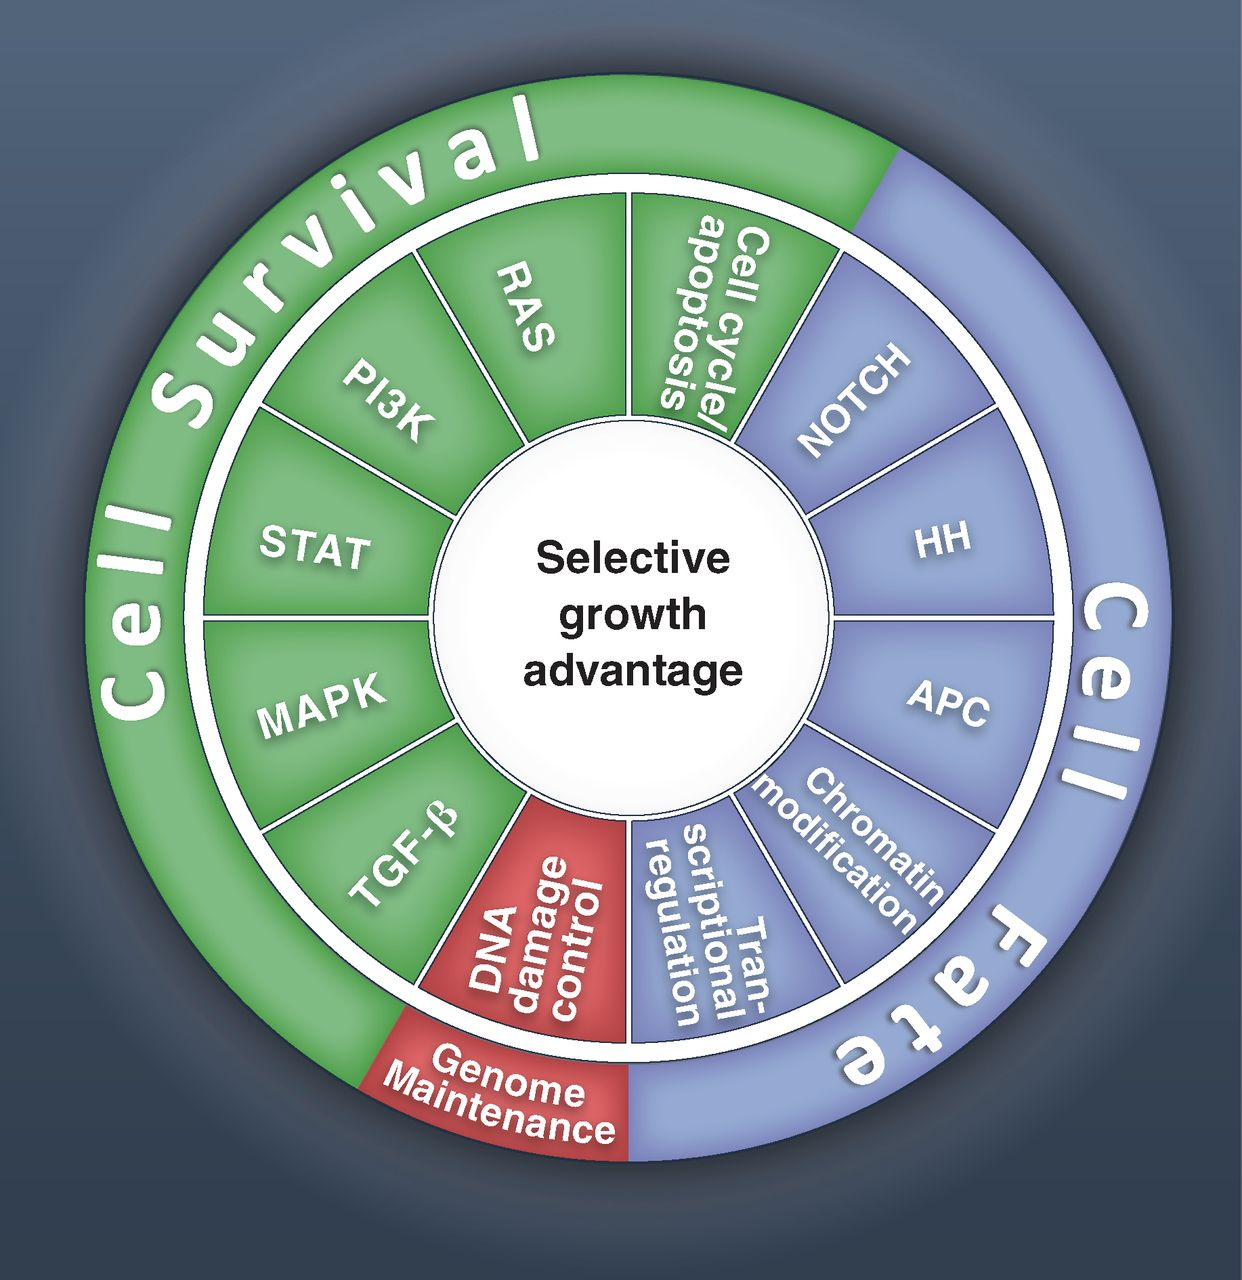 Cell Survival
Cell Fate
Genome
Maintenance
Cell cycle/
apoptosis
NOTCH
HH
APC
Chromatin
modification
Tran-
scriptional
regulation
DNA
damage
control
TGF-β
MAPK
STAT
PI3K
RAS
Selective
growth
advantage